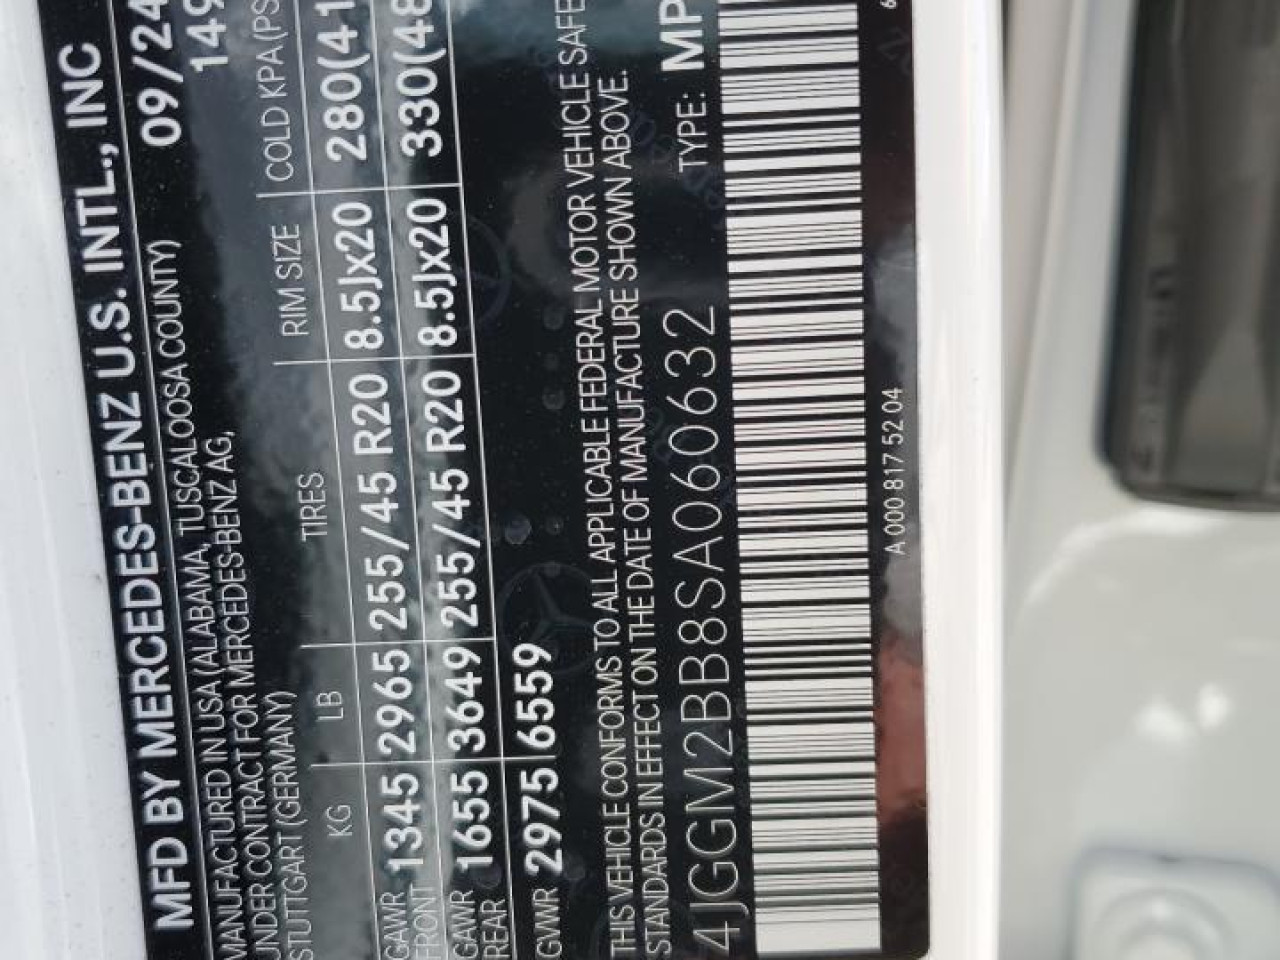 MFD BY MERCEDES-BENZ U.S. INTL., INC
09/24
MANUFACTURED IN USA (ALABAMA, TUSCALOOSA COUNTY)
149
UNDER CONTRACT FOR MERCEDES-BENZ AG,
STUTTGART (GERMANY)
KG LB TIRES RIM SIZE COLD KPA (PS
GAWR FRONT 1345 2965 255/45 R20 8.5Jx20 280(41
GAWR REAR 1655 3649 255/45 R20 8.5Jx20 330(48
GVWR 2975 6559
THIS VEHICLE CONFORMS TO ALL APPLICABLE FEDERAL MOTOR VEHICLE SAFE
STANDARDS IN EFFECT ON THE DATE OF MANUFACTURE SHOWN ABOVE.
4JGGM2BB8SA060632 TYPE: MP
A 000 817 52 04